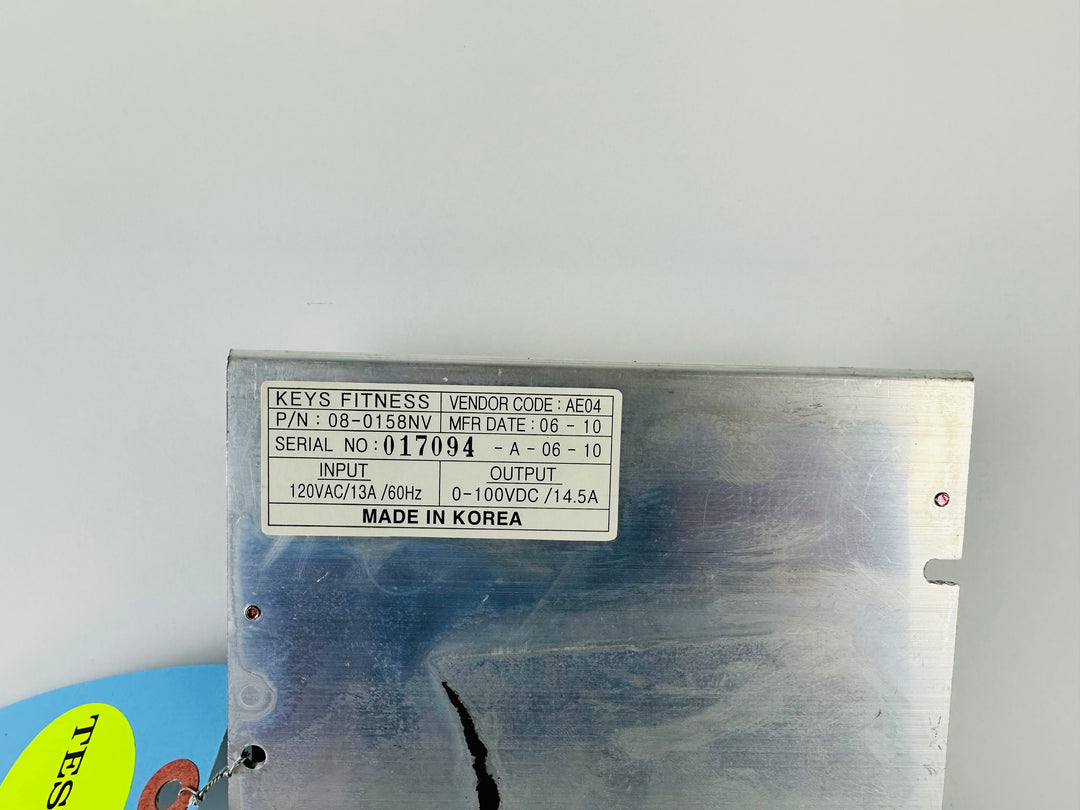 KEYS FITNESS VENDOR CODE : AE04
P/N : 08-0158NV MFR DATE : 06 - 10
SERIAL NO : 017094 - A - 06 - 10
INPUT OUTPUT
120VAC/13A /60Hz 0-100VDC /14.5A
MADE IN KOREA
TES